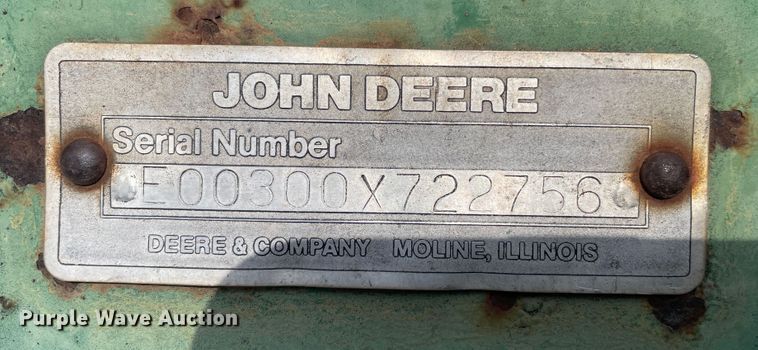 JOHN DEERE
Serial Number
E00300X722756
DEERE & COMPANY MOLINE, ILLINOIS
Purple Wave Auction